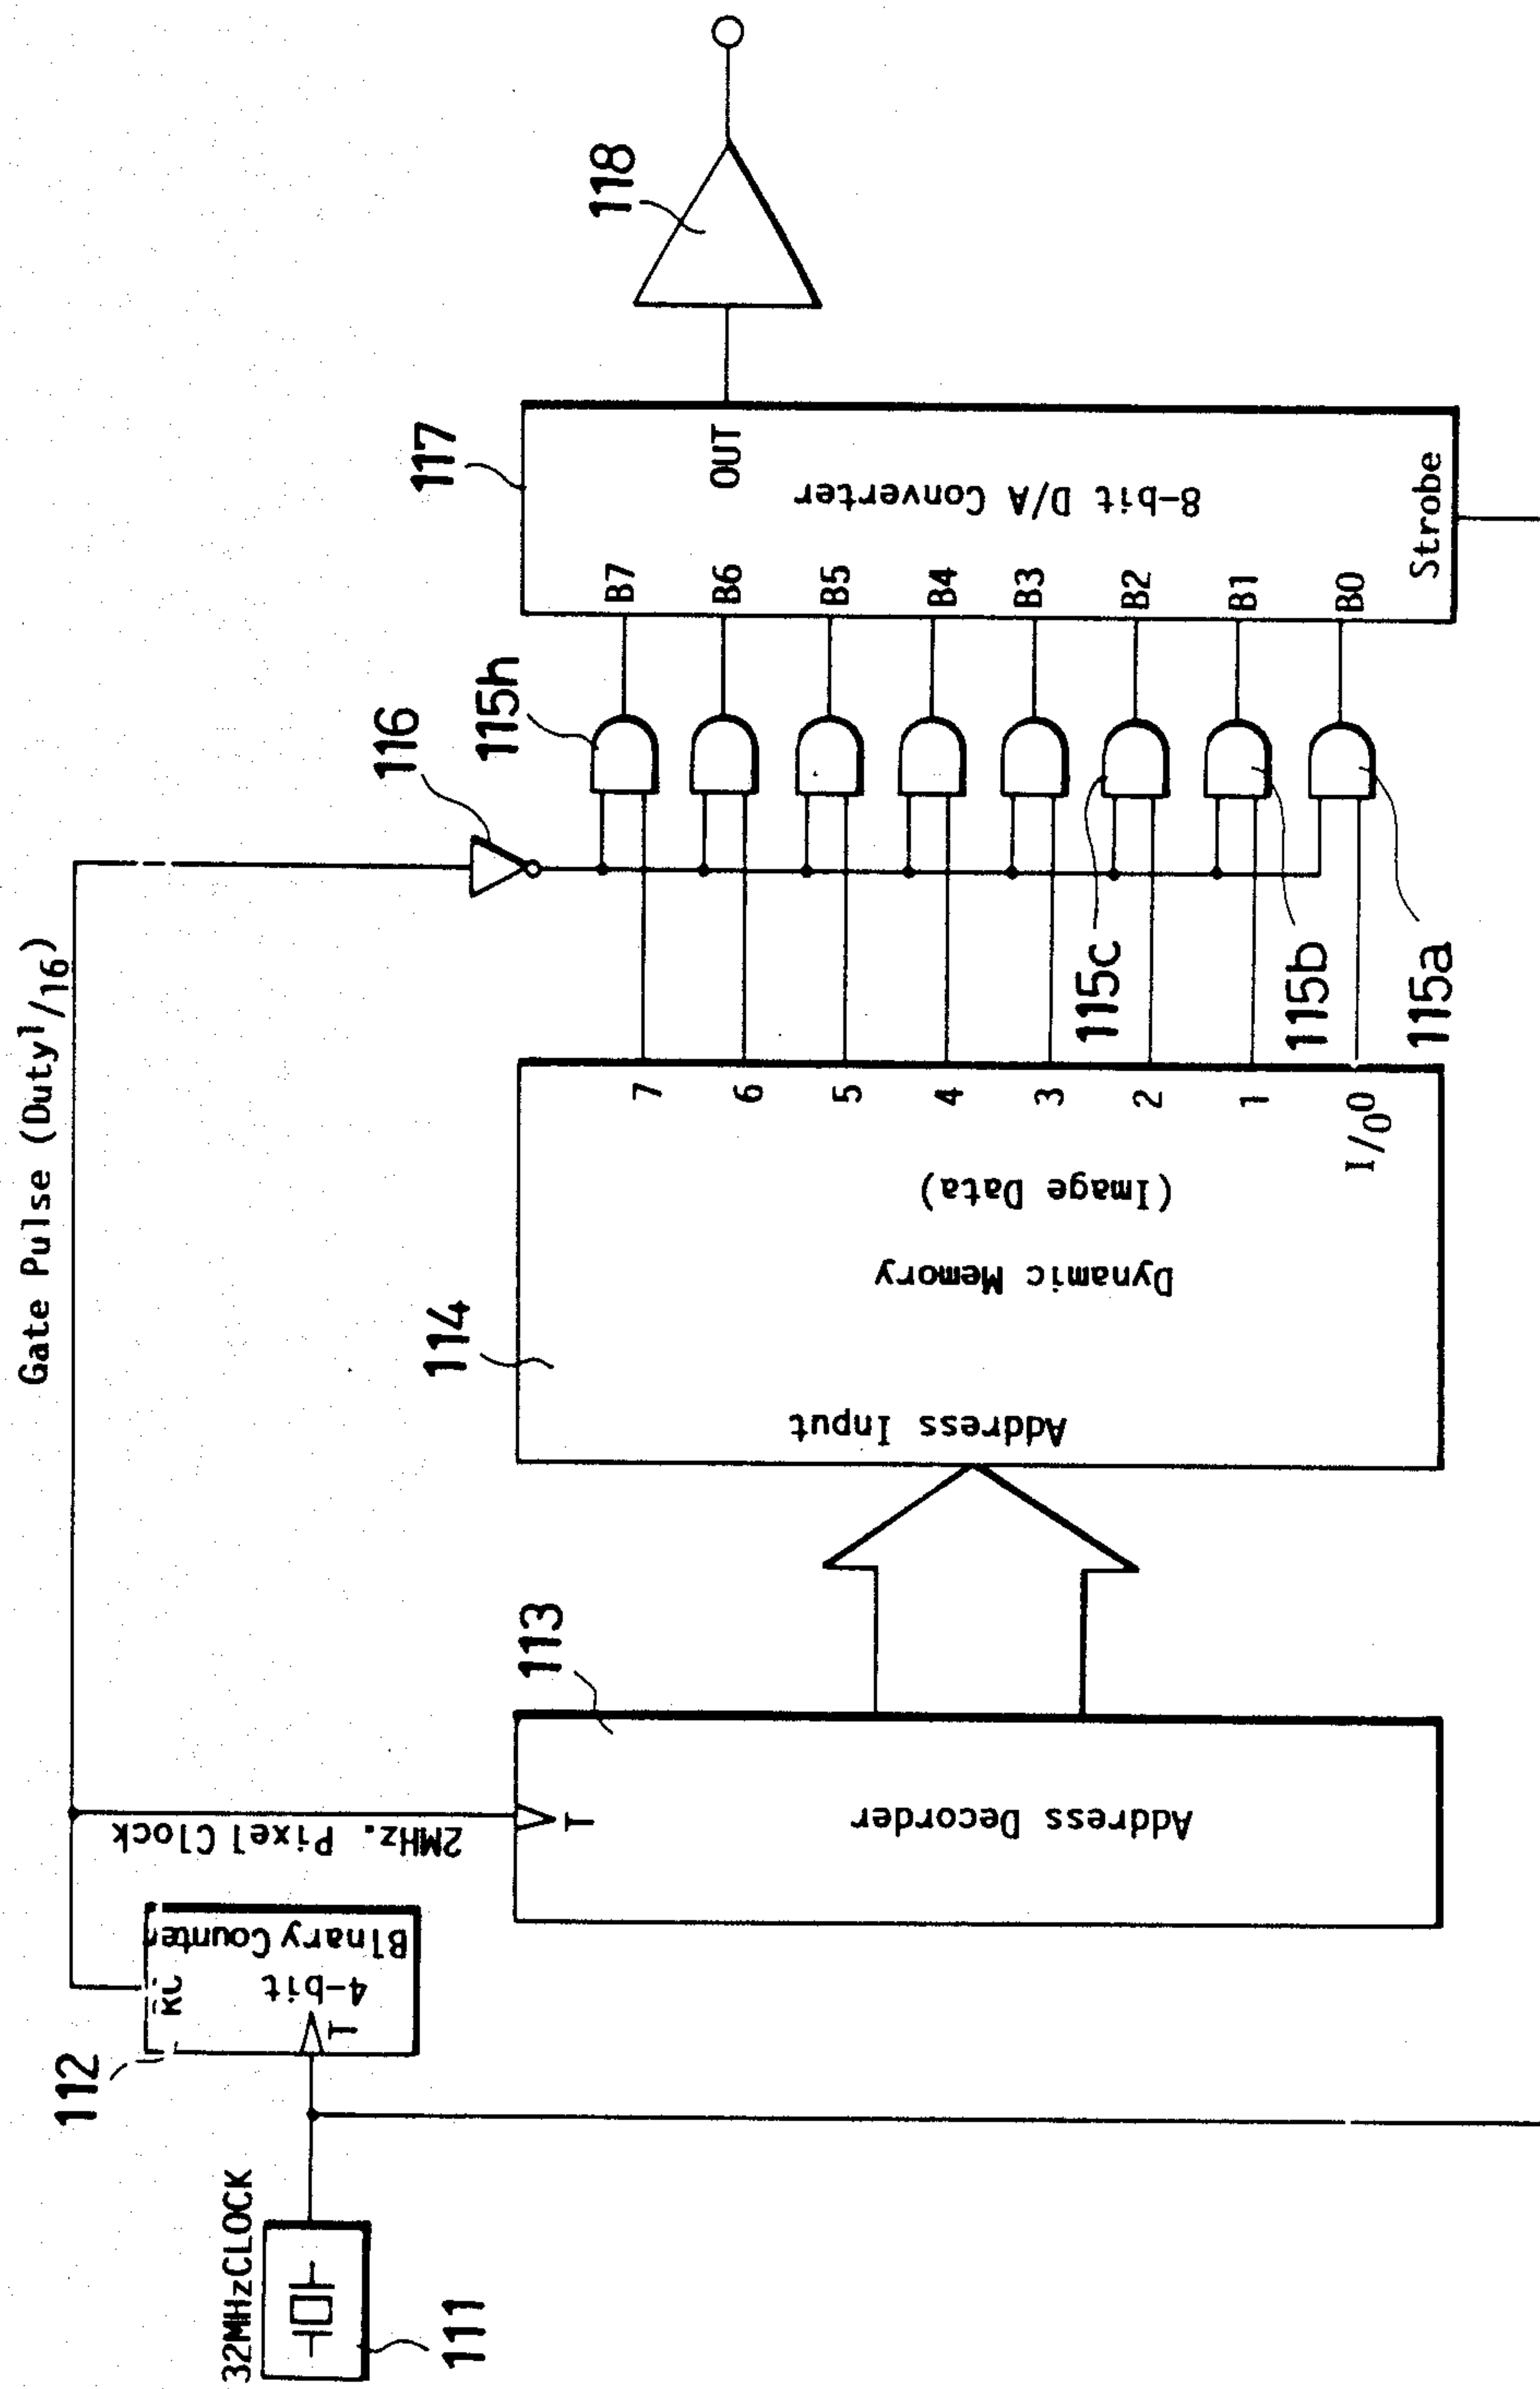 Gate Pulse (Duty1/16)
32MHzCLOCK
111
112
RC
4-bit
Binary Counter
T
2MHz. Pixel Clock
T
Address Decorder
113
114
Address Input
Dynamic Memory
(Image Data)
7
6
5
4
3
2
1
I/O0
116
115h
115c
115b
115a
117
B7
B6
B5
B4
B3
B2
B1
B0
OUT
8-bit D/A Converter
Strobe
118